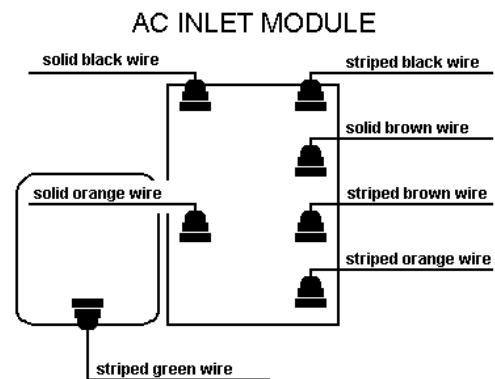 AC INLET MODULE
solid black wire
striped black wire
solid brown wire
solid orange wire
striped brown wire
striped orange wire
striped green wire